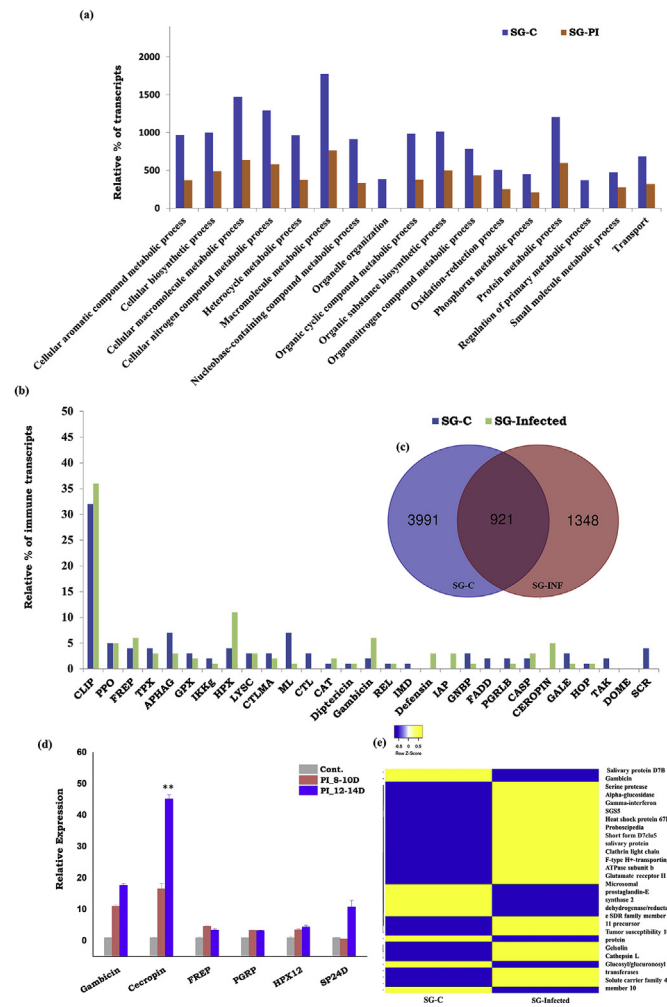 (a)
SG-C
SG-PI
Relative % of transcripts
2000
1500
1000
500
0
Cellular aromatic compound metabolic process
Cellular biosynthetic process
Cellular macromolecule metabolic process
Cellular nitrogen compound metabolic process
Heterocycle metabolic process
Macromolecule metabolic process
Nucleobase-containing compound metabolic process
Organelle organization
Organic cyclic compound metabolic process
Organic substance biosynthetic process
Organonitrogen compound metabolic process
Oxidation-reduction process
Phosphorus metabolic process
Protein metabolic process
Regulation of primary metabolic process
Small molecule metabolic process
Transport
(b)
SG-C
SG-Infected
Relative % of immune transcripts
50
45
40
35
30
25
20
15
10
5
0
CLIP
PPO
FREP
TPX
APHAG
GPX
IKKg
HPX
LYSC
CTLMA
ML
CTL
CAT
Diptericin
Gambicin
REL
IMD
Defensin
IAP
GNBP
FADD
PGRLB
CASP
CEROPIN
GALE
HOP
TAK
DOME
SCR
(c)
3991
921
1348
SG-C
SG-INF
(d)
Cont.
PI_8-10D
PI_12-14D
Relative Expression
60
50
40
30
20
10
0
**
Gambicin
Cecropin
FREP
PGRP
HPX12
SP24D
(e)
-0.5
0
0.5
Row Z-Score
Salivary protein D7B
Gambicin
Serine protease
Alpha-glucosidase
Gamma-interferon
SGS5
Heat shock protein 67B
Proboscipedia
Short form D7clu5
salivary protein
Clathrin light chain
F-type H+-transporting
ATPase subunit b
Glutamate receptor II
Microsomal
prostaglandin-E
synthase 2
dehydrogenase/reductas
e SDR family member
11 precursor
Tumor susceptibility 10
protein
Gelsolin
Cathepsin L
Glucosyl/glucuronosyl
transferases
Solute carrier family 4
member 10
SG-C
SG-Infected